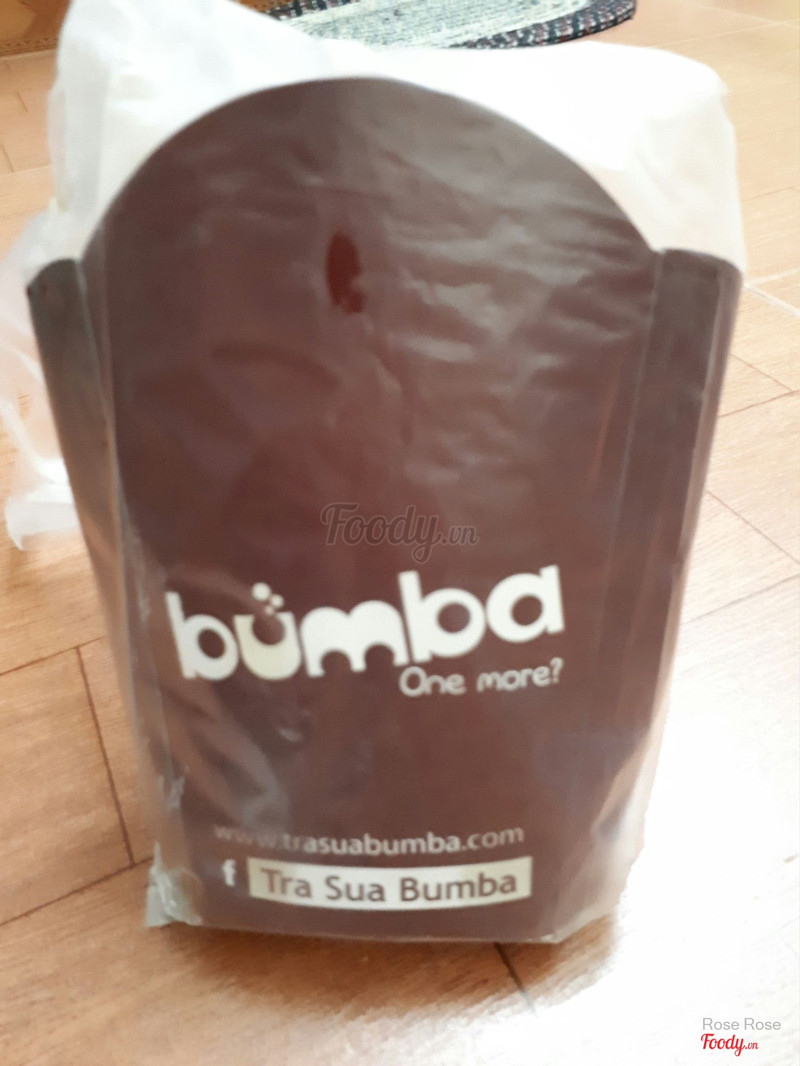 Foody.vn
bumba
One more?
www.trasuabumba.com
f Tra Sua Bumba
Rose Rose
Foody.vn